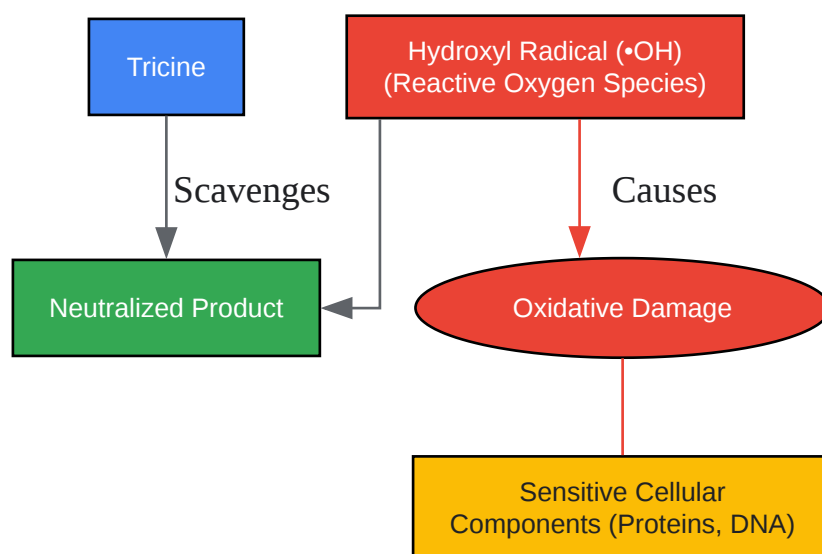 Tricine
Hydroxyl Radical (•OH)
(Reactive Oxygen Species)
Scavenges
Causes
Neutralized Product
Oxidative Damage
Sensitive Cellular
Components (Proteins, DNA)